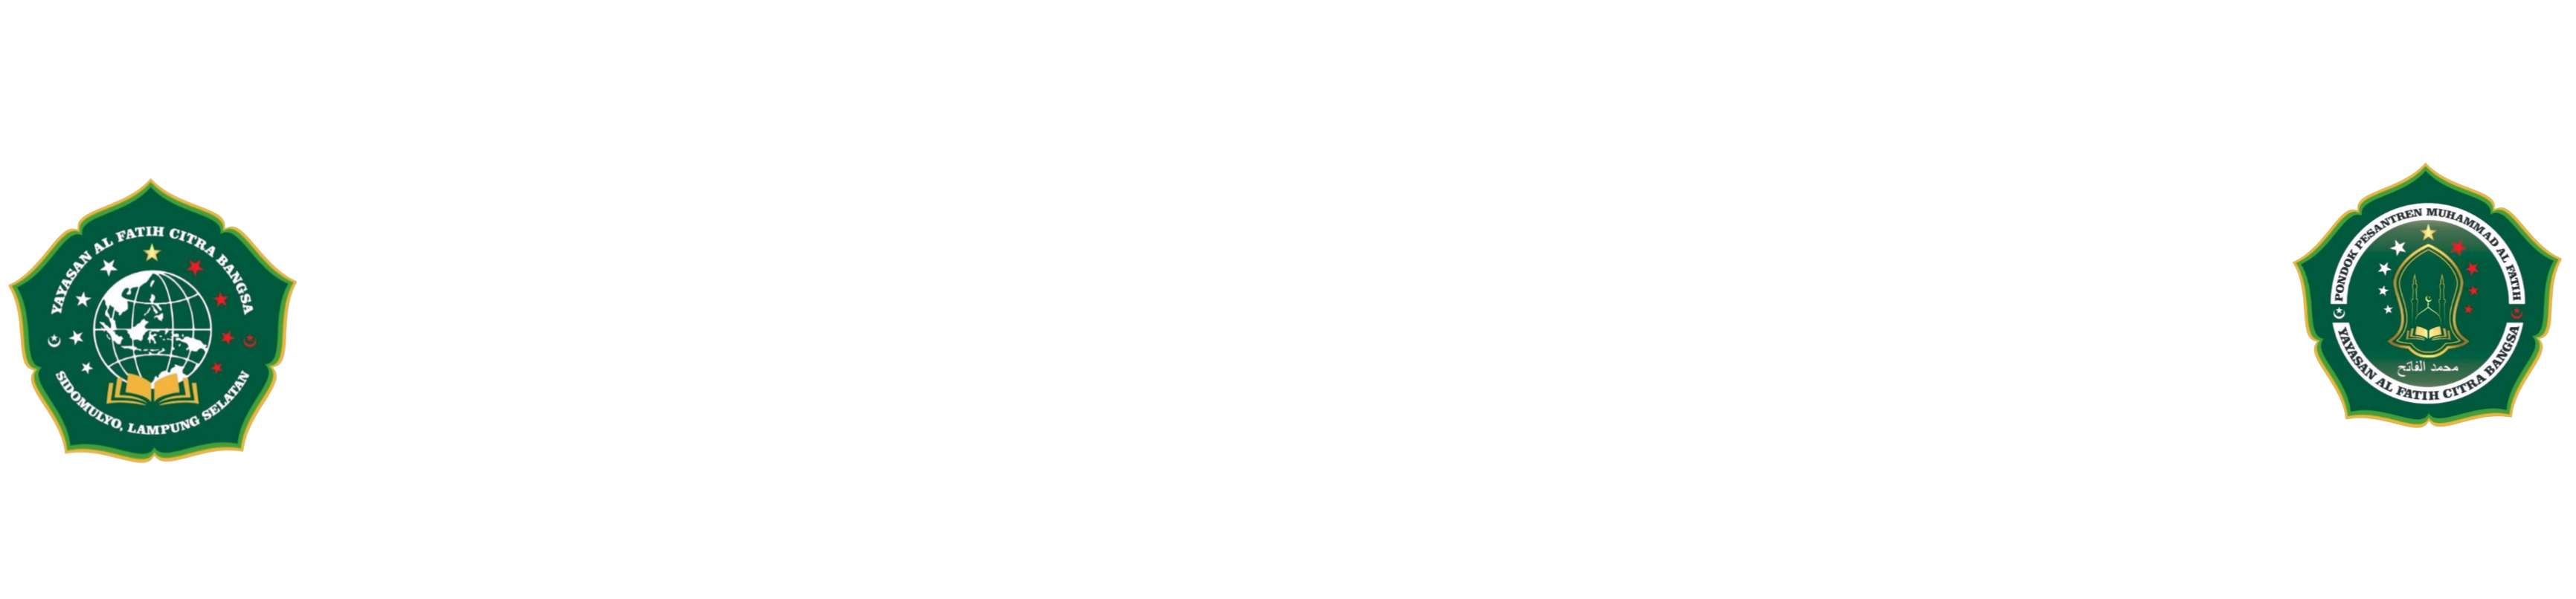 YAYASAN AL FATIH CITRA BANGSA
SIDOMULYO, LAMPUNG SELATAN
PONDOK PESANTREN MUHAMMAD AL FATIH
محمد الفاتح
YAYASAN AL FATIH CITRA BANGSA